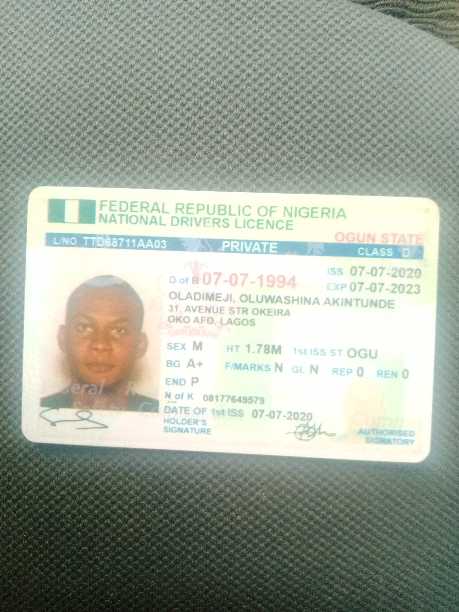 FEDERAL REPUBLIC OF NIGERIA
NATIONAL DRIVERS LICENCE
OGUN STATE
L/NO TTD68711AA03 PRIVATE CLASS D
D of B 07-07-1994 ISS 07-07-2020
EXP 07-07-2023
OLADIMEJI, OLUWASHINA AKINTUNDE
31, AVENUE STR OKEIRA
OKO AFO, LAGOS
SEX M HT 1.78M 1st ISS ST OGU
BG A+ F/MARKS N GL N REP 0 REN 0
END P
N of K 08177649579
DATE OF 1st ISS 07-07-2020
HOLDER'S
SIGNATURE
AUTHORISED
SIGNATORY